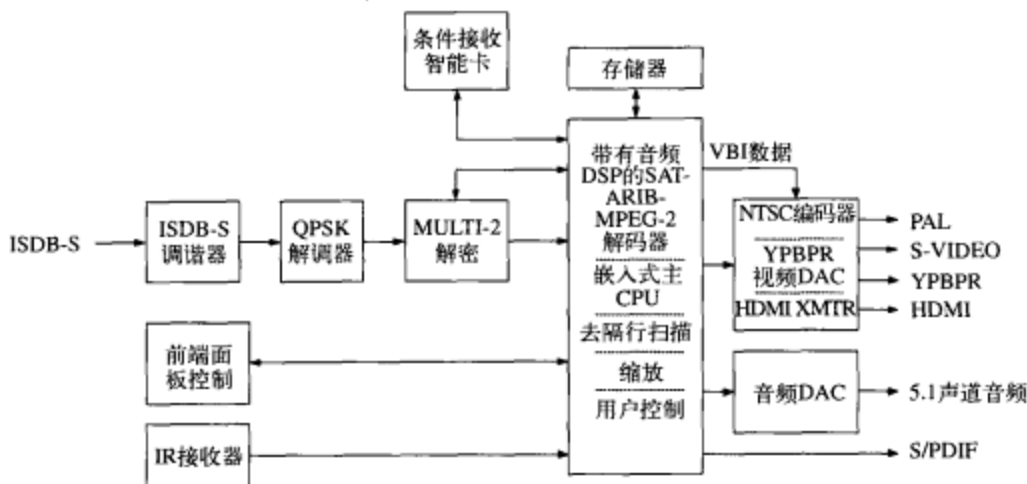 条件接收
智能卡
存储器
带有音频
DSP的SAT-
ARIB-
MPEG-2
解码器
嵌入式主
CPU
去隔行扫描
缩放
用户控制
VBI数据
ISDB-S
ISDB-S
调谐器
QPSK
解调器
MULTI-2
解密
NTSC编码器
YPBPR
视频DAC
HDMI XMTR
PAL
S-VIDEO
YPBPR
HDMI
前端面
板控制
音频DAC
5.1声道音频
IR接收器
S/PDIF